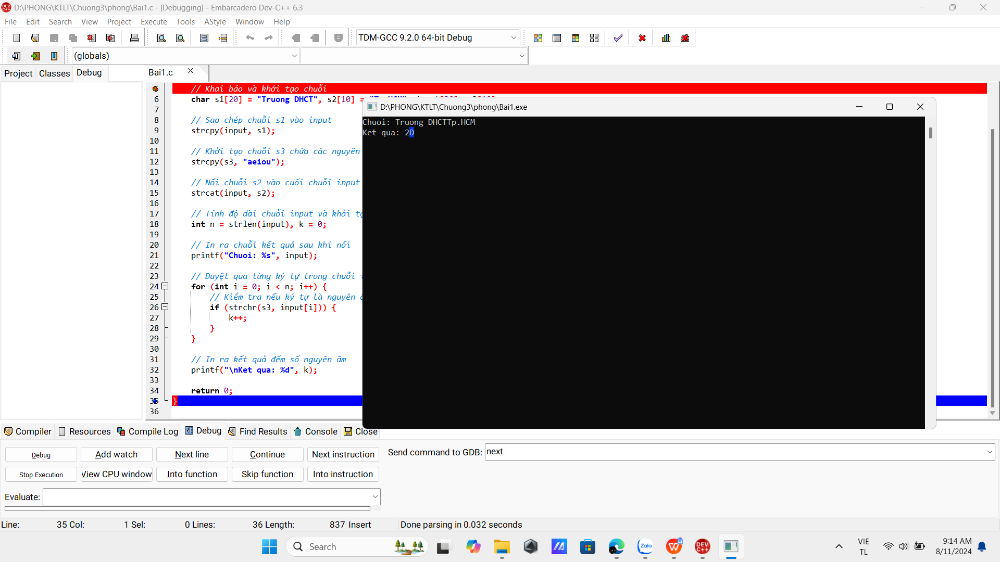 D:\PHONG\KTLT\Chuong3\phong\Bai1.c - [Debugging] - Embarcadero Dev-C++ 6.3
File Edit Search View Project Execute Tools AStyle Window Help
TDM-GCC 9.2.0 64-bit Debug
(globals)
Project Classes Debug
Bai1.c
// Khai báo và khởi tạo chuỗi
6 char s1[20] = "Truong DHCT", s2[10] =
7
8 // Sao chép chuỗi s1 vào input
9 strcpy(input, s1);
10
11 // Khởi tạo chuỗi s3 chứa các nguyên
12 strcpy(s3, "aeiou");
13
14 // Nối chuỗi s2 vào cuối chuỗi input
15 strcat(input, s2);
16
17 // Tính độ dài chuỗi input và khởi
18 int n = strlen(input), k = 0;
19
20 // In ra chuỗi kết quả sau khi nối
21 printf("Chuoi: %s", input);
22
23 // Duyệt qua từng ký tự trong chuỗi
24 for (int i = 0; i < n; i++) {
25 // Kiểm tra nếu ký tự là nguyên
26 if (strchr(s3, input[i])) {
27 k++;
28 }
29 }
30
31 // In ra kết quả đếm số nguyên âm
32 printf("\nKet qua: %d", k);
33
34 return 0;
35 }
36
D:\PHONG\KTLT\Chuong3\phong\Bai1.exe
Chuoi: Truong DHCTTp.HCM
Ket qua: 2D
Compiler Resources Compile Log Debug Find Results Console Close
Debug Add watch Next line Continue Next instruction Send command to GDB: next
Stop Execution View CPU window Into function Skip function Into instruction
Evaluate:
Line: 35 Col: 1 Sel: 0 Lines: 36 Length: 837 Insert Done parsing in 0.032 seconds
Search
Zalo
DEV C++
VIE
TL
9:14 AM
8/11/2024